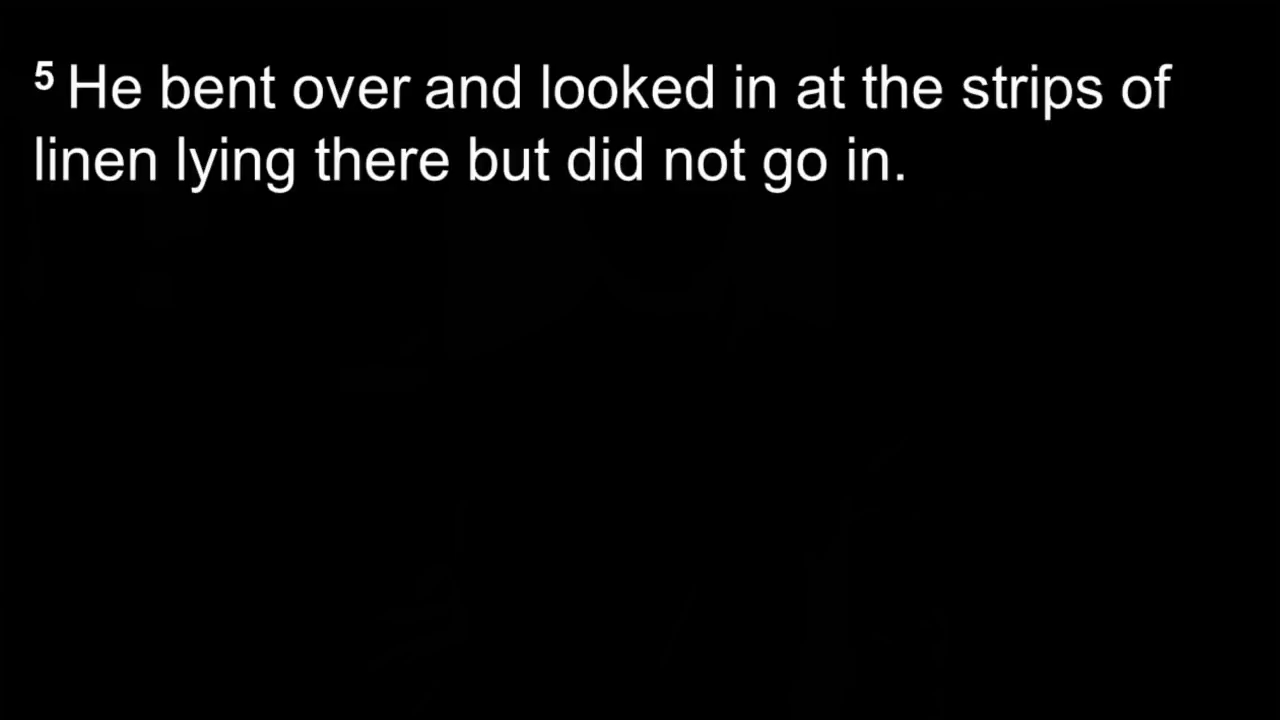 5 He bent over and looked in at the strips of
linen lying there but did not go in.